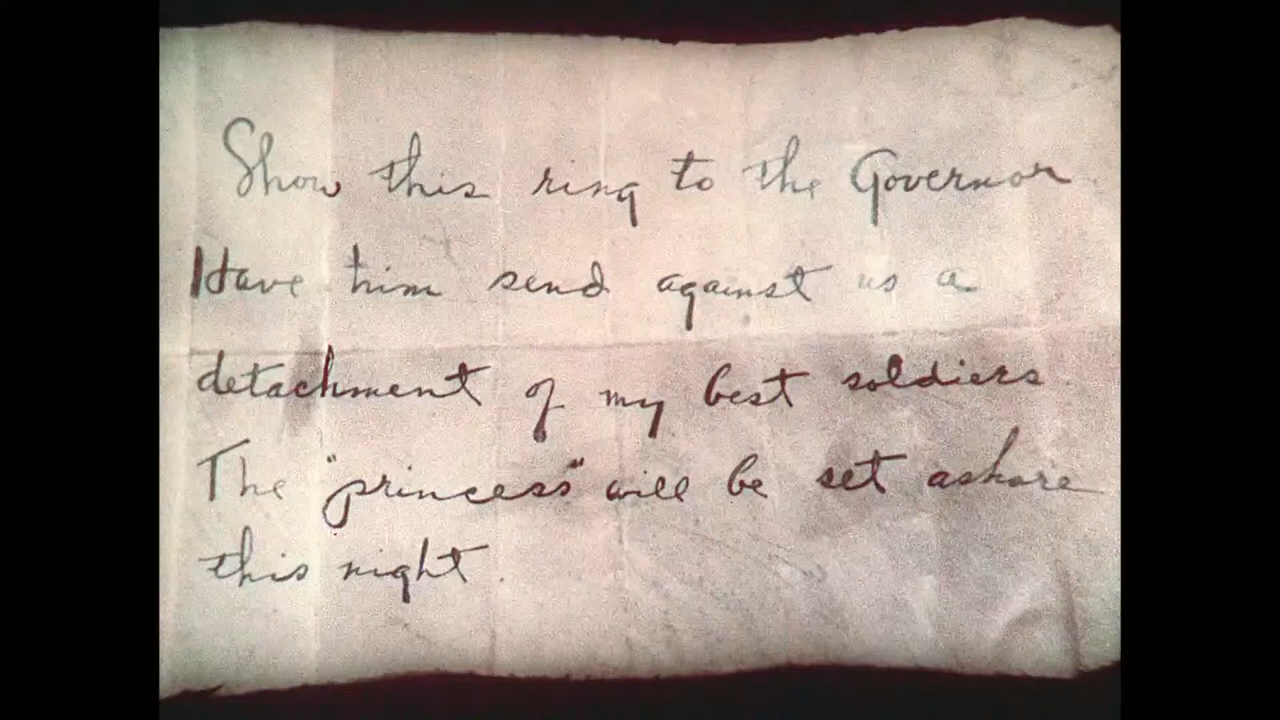 Show this ring to the Governor.
Have him send against us a
detachment of my best soldiers.
The "princess" will be set ashore
this night.